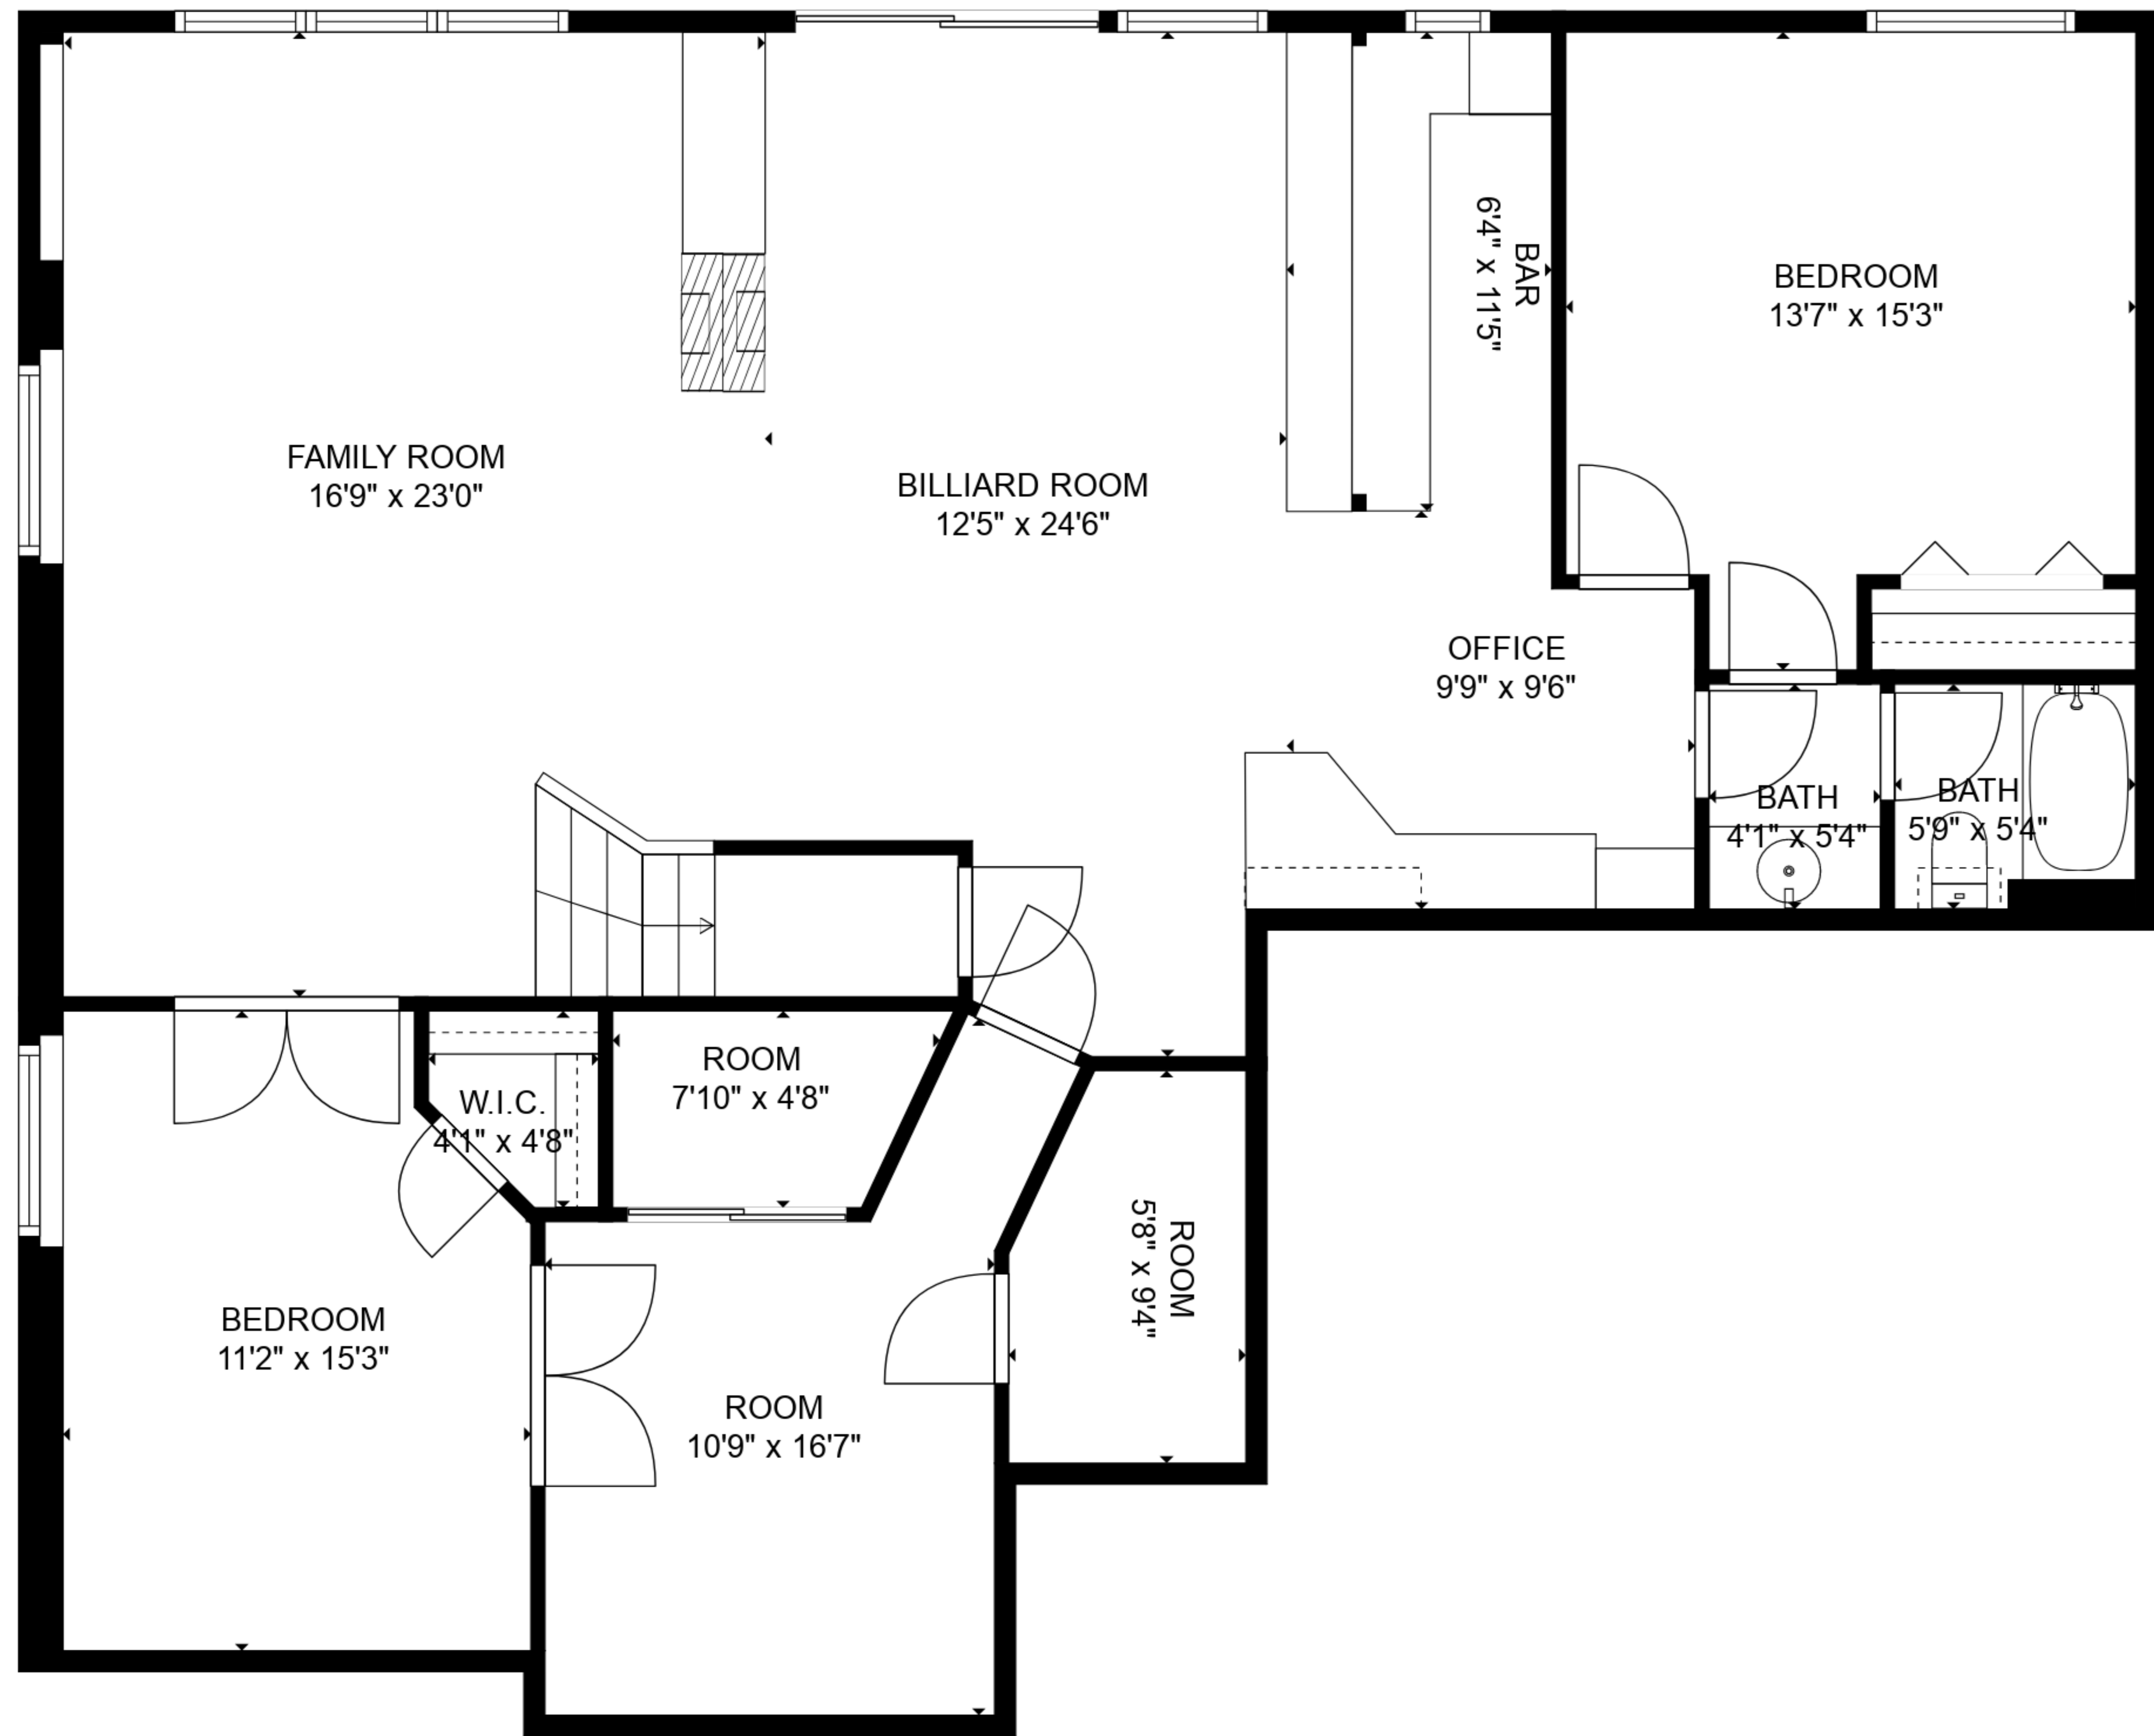 FAMILY ROOM
16'9" x 23'0"
BILLIARD ROOM
12'5" x 24'6"
BAR
6'4" x 11'5"
BEDROOM
13'7" x 15'3"
OFFICE
9'9" x 9'6"
BATH
4'1" x 5'4"
BATH
5'9" x 5'4"
ROOM
7'10" x 4'8"
W.I.C.
4'1" x 4'8"
ROOM
5'8" x 9'4"
BEDROOM
11'2" x 15'3"
ROOM
10'9" x 16'7"